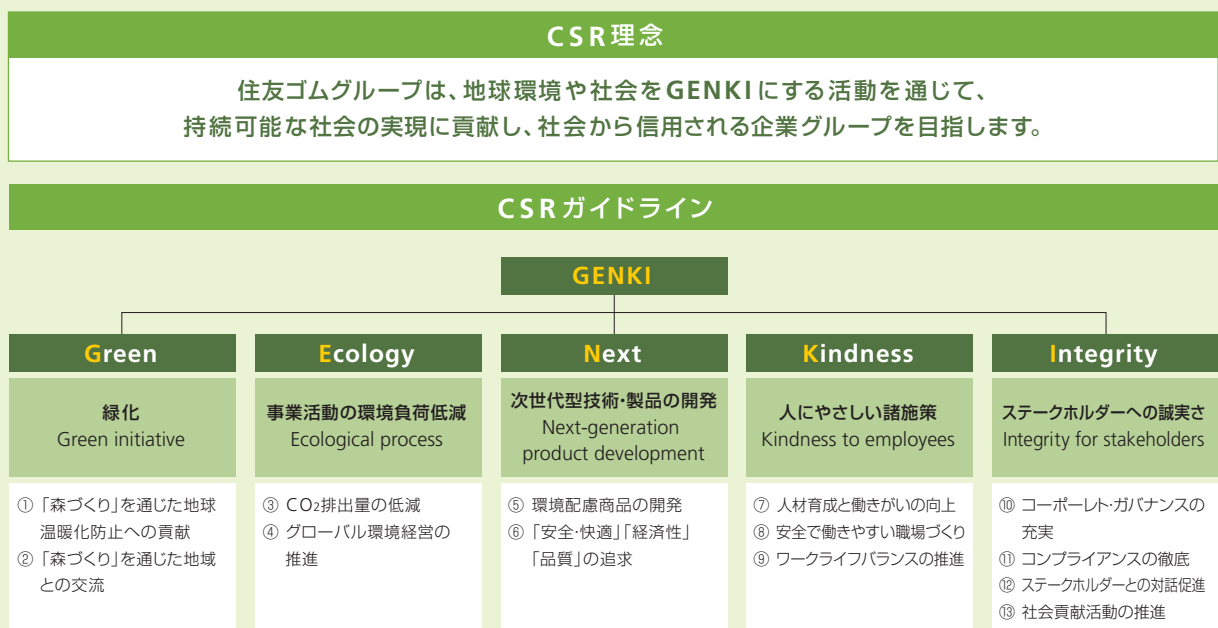 CSR理念
住友ゴムグループは、地球環境や社会をGENKIにする活動を通じて、
持続可能な社会の実現に貢献し、社会から信用される企業グループを目指します。
CSRガイドライン
GENKI
Green
緑化
Green initiative
① 「森づくり」を通じた地球
温暖化防止への貢献
② 「森づくり」を通じた地域
との交流
Ecology
事業活動の環境負荷低減
Ecological process
③ CO₂排出量の低減
④ グローバル環境経営の
推進
Next
次世代型技術・製品の開発
Next-generation
product development
⑤ 環境配慮商品の開発
⑥ 「安全・快適」「経済性」
「品質」の追求
Kindness
人にやさしい諸施策
Kindness to employees
⑦ 人材育成と働きがいの向上
⑧ 安全で働きやすい職場づくり
⑨ ワークライフバランスの推進
Integrity
ステークホルダーへの誠実さ
Integrity for stakeholders
⑩ コーポーレト・ガバナンスの
充実
⑪ コンプライアンスの徹底
⑫ ステークホルダーとの対話促進
⑬ 社会貢献活動の推進